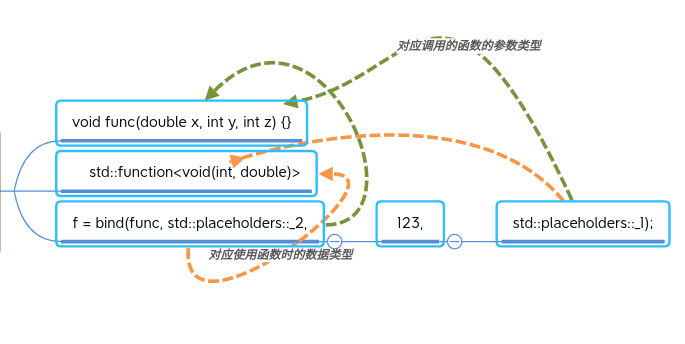 对应调用的函数的参数类型
void func(double x, int y, int z) {}
std::function<void(int, double)>
f = bind(func, std::placeholders::_2,
123,
std::placeholders::_1);
对应使用函数时的数据类型